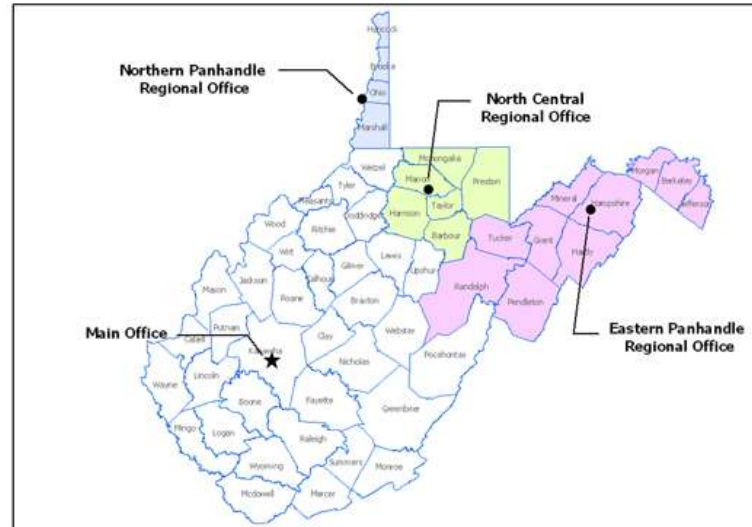 Hancock
Brooke
Ohio
Marshall
Northern Panhandle
Regional Office
North Central
Regional Office
Wetzel
Monongalia
Marion
Preston
Morgan
Berkeley
Jefferson
Tyler
Pleasants
Doddridge
Harrison
Taylor
Mineral
Hampshire
Wood
Ritchie
Barbour
Tucker
Grant
Hardy
Wirt
Lewis
Gilmer
Upshur
Calhoun
Jackson
Roane
Braxton
Randolph
Pendleton
Mason
Eastern Panhandle
Regional Office
Main Office
Putnam
Cabell
Kanawha
Clay
Webster
Pocahontas
Nicholas
Wayne
Lincoln
Boone
Fayette
Greenbrier
Mingo
Logan
Raleigh
Wyoming
Summers
Monroe
McDowell
Mercer